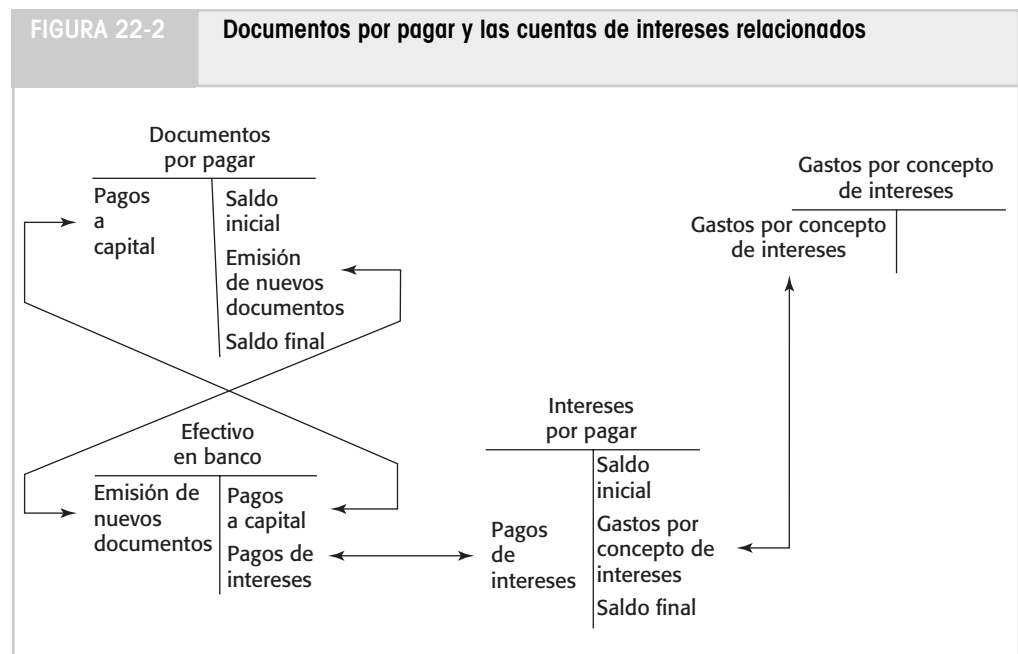 FIGURA 22-2
Documentos por pagar y las cuentas de intereses relacionados
Documentos
por pagar
Pagos
a
capital
Saldo
inicial
Emisión
de nuevos
documentos
Saldo final
Gastos por concepto
de intereses
Gastos por concepto
de intereses
Efectivo
en banco
Emisión de
nuevos
documentos
Pagos
a capital
Pagos de
intereses
Intereses
por pagar
Pagos
de
intereses
Saldo
inicial
Gastos por
concepto de
intereses
Saldo final